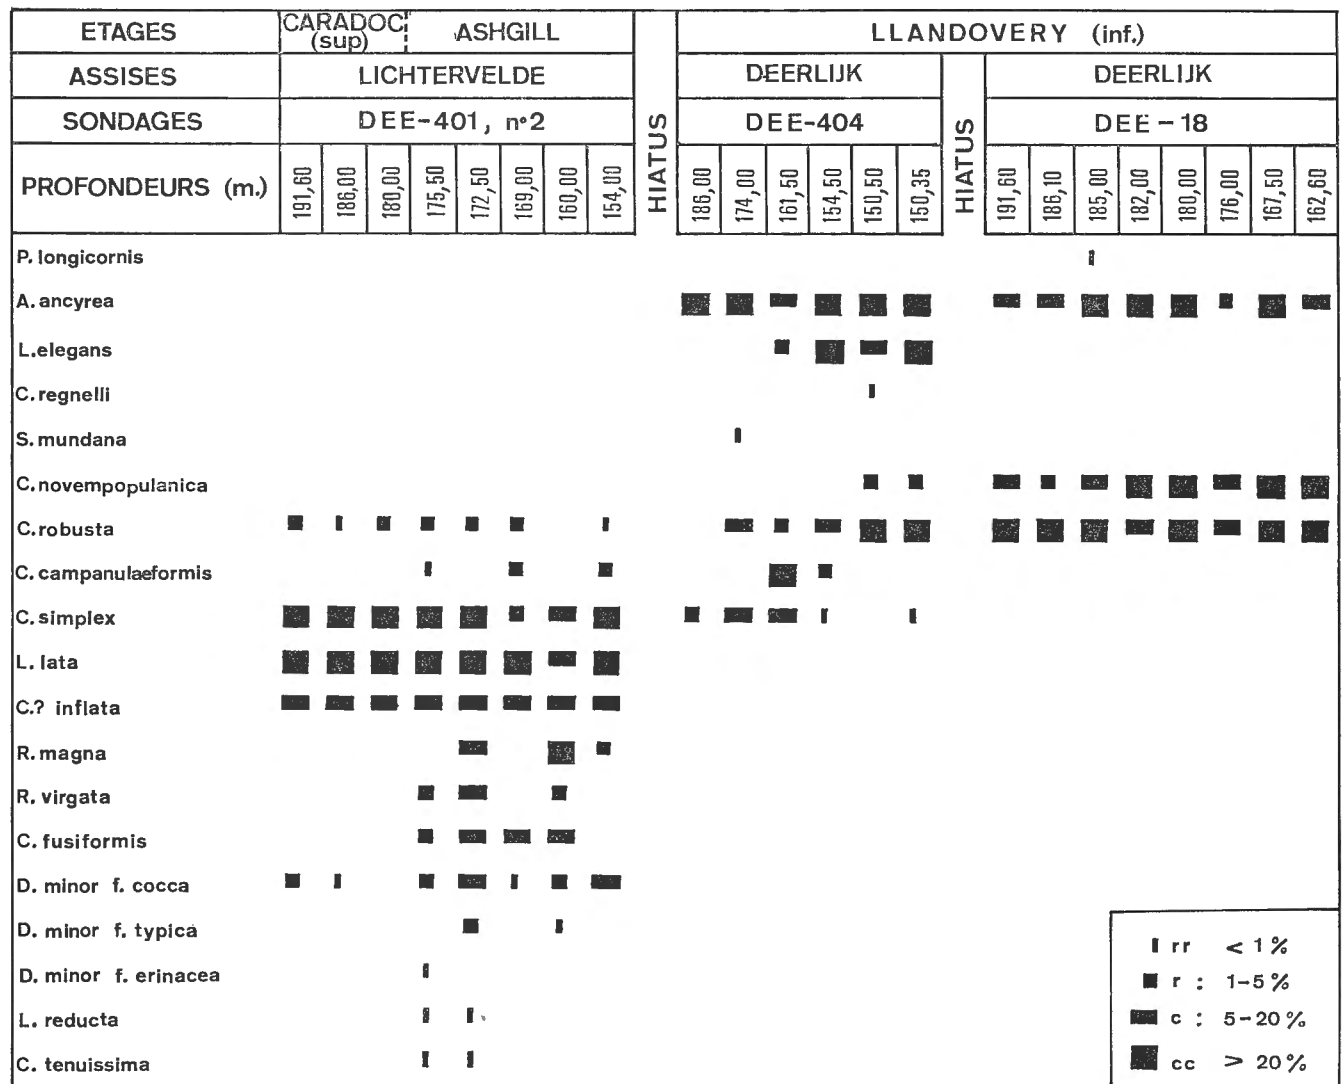 ETAGES CARADOC (sup) ASHGILL LLANDOVERY (inf.)
ASSISES LICHTERVELDE DEERLIJK DEERLIJK
SONDAGES DEE-401, n°2 HIATUS DEE-404 HIATUS DEE-18
PROFONDEURS (m.) 191,60 186,00 180,00 175,50 172,50 169,00 160,00 154,00 186,00 174,00 161,50 154,50 150,50 150,35 191,60 186,10 185,00 182,00 180,00 176,00 167,50 162,60
P. longicornis
A. ancyrea
L. elegans
C. regnelli
S. mundana
C. novempopulanica
C. robusta
C. campanulaeformis
C. simplex
L. lata
C.? inflata
R. magna
R. virgata
C. fusiformis
D. minor f. cocca
D. minor f. typica
D. minor f. erinacea
L. reducta
C. tenuissima
rr < 1%
r : 1-5%
c : 5-20%
cc > 20%